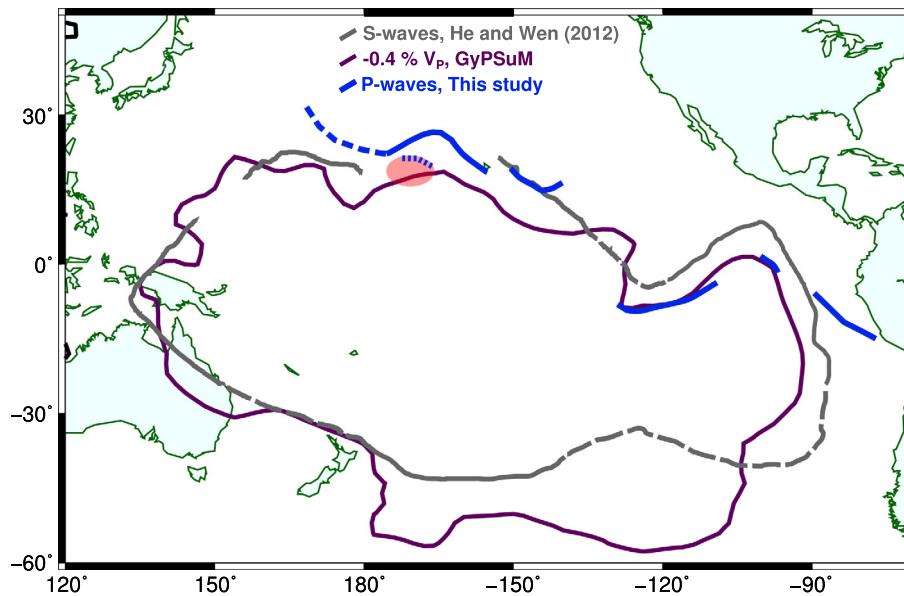 S-waves, He and Wen (2012)
-0.4 % VP, GyPSuM
P-waves, This study
30°
0°
−30°
−60°
120° 150° 180° −150° −120° −90°